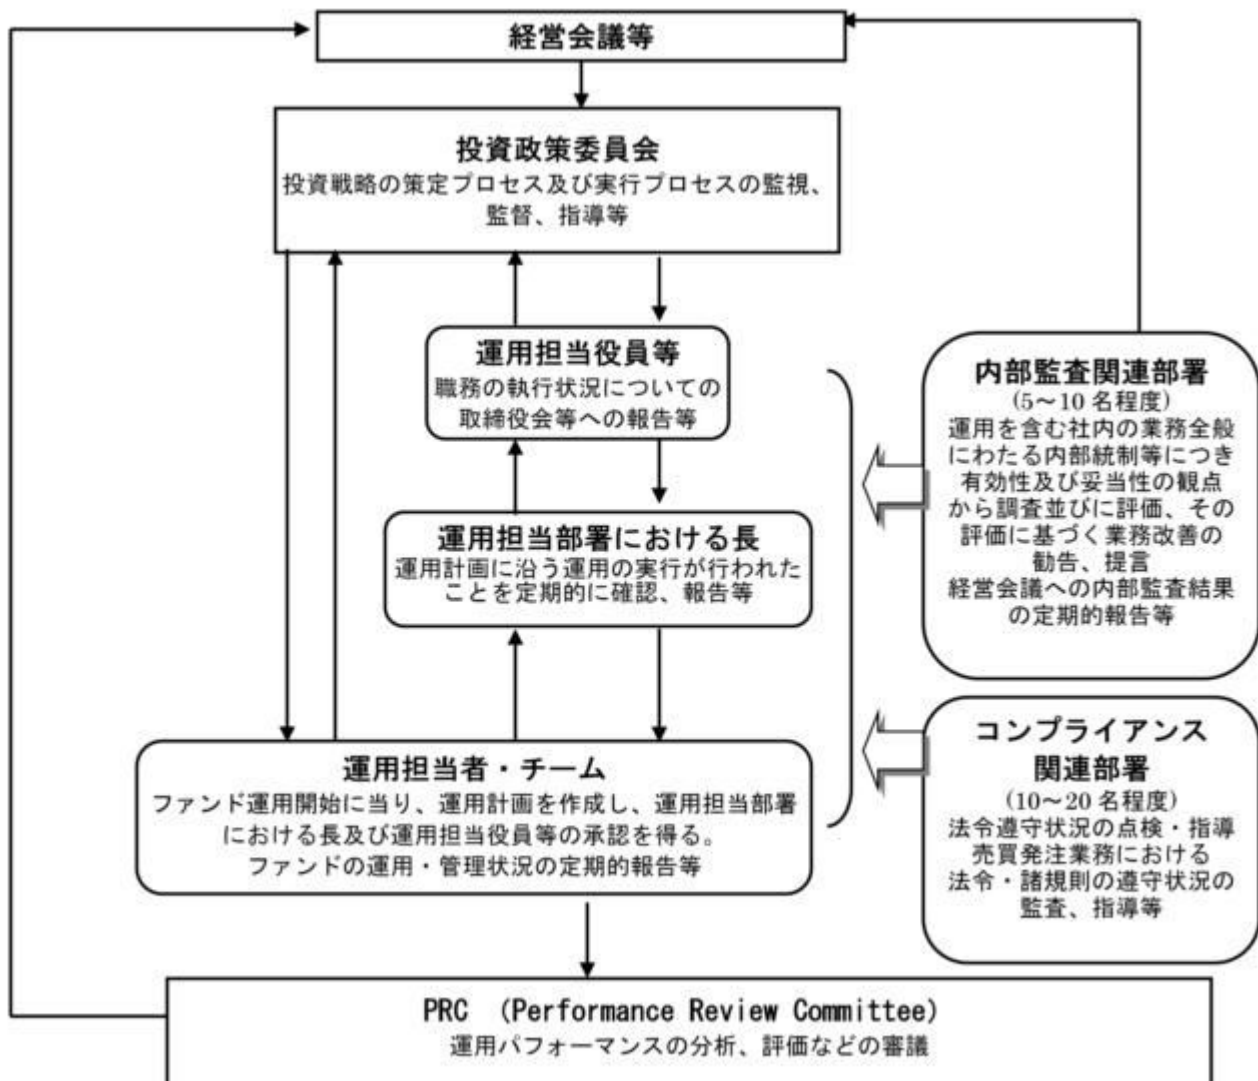 経営会議等
投資政策委員会
投資戦略の策定プロセス及び実行プロセスの監視、
監督、指導等
運用担当役員等
職務の執行状況についての
取締役会等への報告等
運用担当部署における長
運用計画に沿う運用の実行が行われた
ことを定期的に確認、報告等
運用担当者・チーム
ファンド運用開始に当り、運用計画を作成し、運用担当部署
における長及び運用担当役員等の承認を得る。
ファンドの運用・管理状況の定期的報告等
内部監査関連部署
(5～10 名程度)
運用を含む社内の業務全般
にわたる内部統制等につき
有効性及び妥当性の観点
から調査並びに評価、その
評価に基づく業務改善の
勧告、提言
経営会議への内部監査結果
の定期的報告等
コンプライアンス
関連部署
(10～20 名程度)
法令遵守状況の点検・指導
売買発注業務における
法令・諸規則の遵守状況の
監査、指導等
PRC （Performance Review Committee）
運用パフォーマンスの分析、評価などの審議